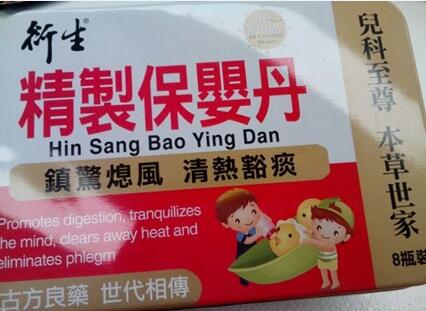 衍生®
精製保嬰丹
Hin Sang Bao Ying Dan
鎮驚熄風 清熱豁痰
Promotes digestion, tranquilizes
the mind, clears away heat and
eliminates phlegm
古方良藥 世代相傳
兒科至尊 本草世家
8瓶裝